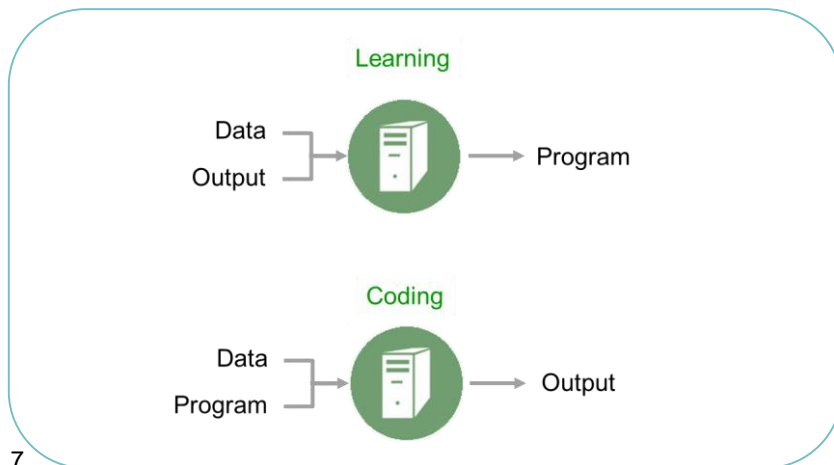 Learning
Data
Output
Program
Coding
Data
Program
Output
7